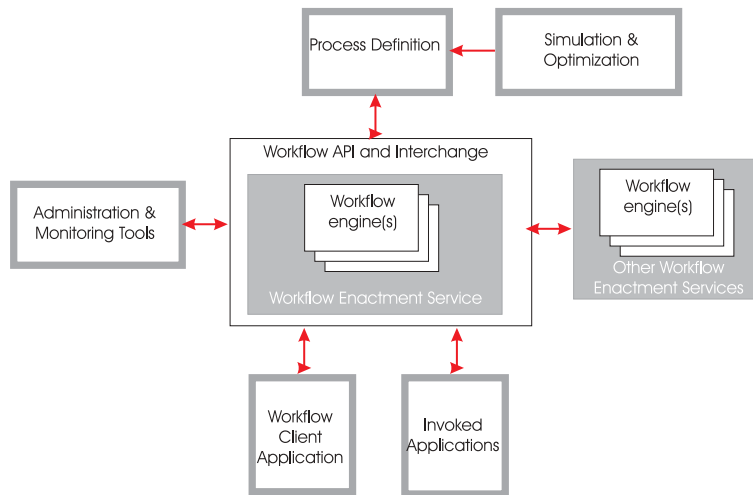 Process Definition
Simulation &
Optimization
Workflow API and Interchange
Workflow
engine(s)
Workflow Enactment Service
Administration &
Monitoring Tools
Workflow
engine(s)
Other Workflow
Enactment Services
Workflow
Client
Application
Invoked
Applications